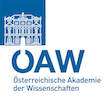 ÖAW
Österreichische Akademie
der Wissenschaften